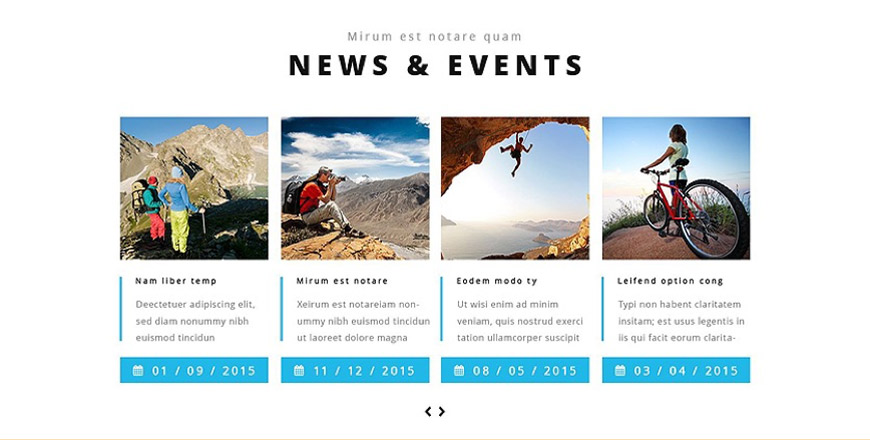 Mirum est notare quam
NEWS & EVENTS
Nam liber temp
Deectetuer adipiscing elit,
sed diam nonummy nibh
euismod tincidun
01 / 09 / 2015
Mirum est notare
Xeirum est notareiam non-
ummy nibh euismod tincidun
ut laoreet dolore magna
11 / 12 / 2015
Eodem modo ty
Ut wisi enim ad minim
veniam, quis nostrud exerci
tation ullamcorper suscipit
08 / 05 / 2015
Leifend option cong
Typi non habent claritatem
insitam; est usus legentis in
iis qui facit eorum clarita-
03 / 04 / 2015